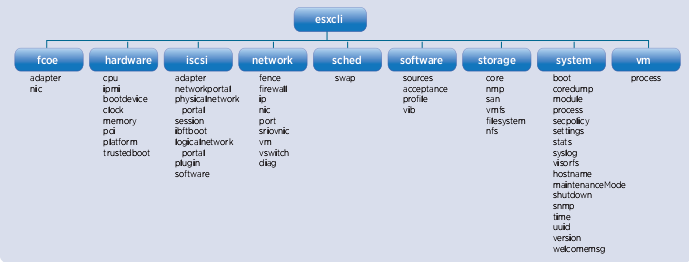 esxcli
fcoe
adapter
nic
hardware
cpu
ipmi
bootdevice
clock
memory
pci
platform
trustedboot
iscsi
adapter
networkportal
physicalnetwork
portal
session
ibftboot
logicalnetwork
portal
plugin
software
network
fence
firewall
ip
nic
port
sriovnic
vm
vswitch
diag
sched
swap
software
sources
acceptance
profile
vib
storage
core
nmp
san
vmfs
filesystem
nfs
system
boot
coredump
module
process
secpolicy
settings
stats
syslog
visorfs
hostname
maintenanceMode
shutdown
snmp
time
uuid
version
welcomemsg
vm
process